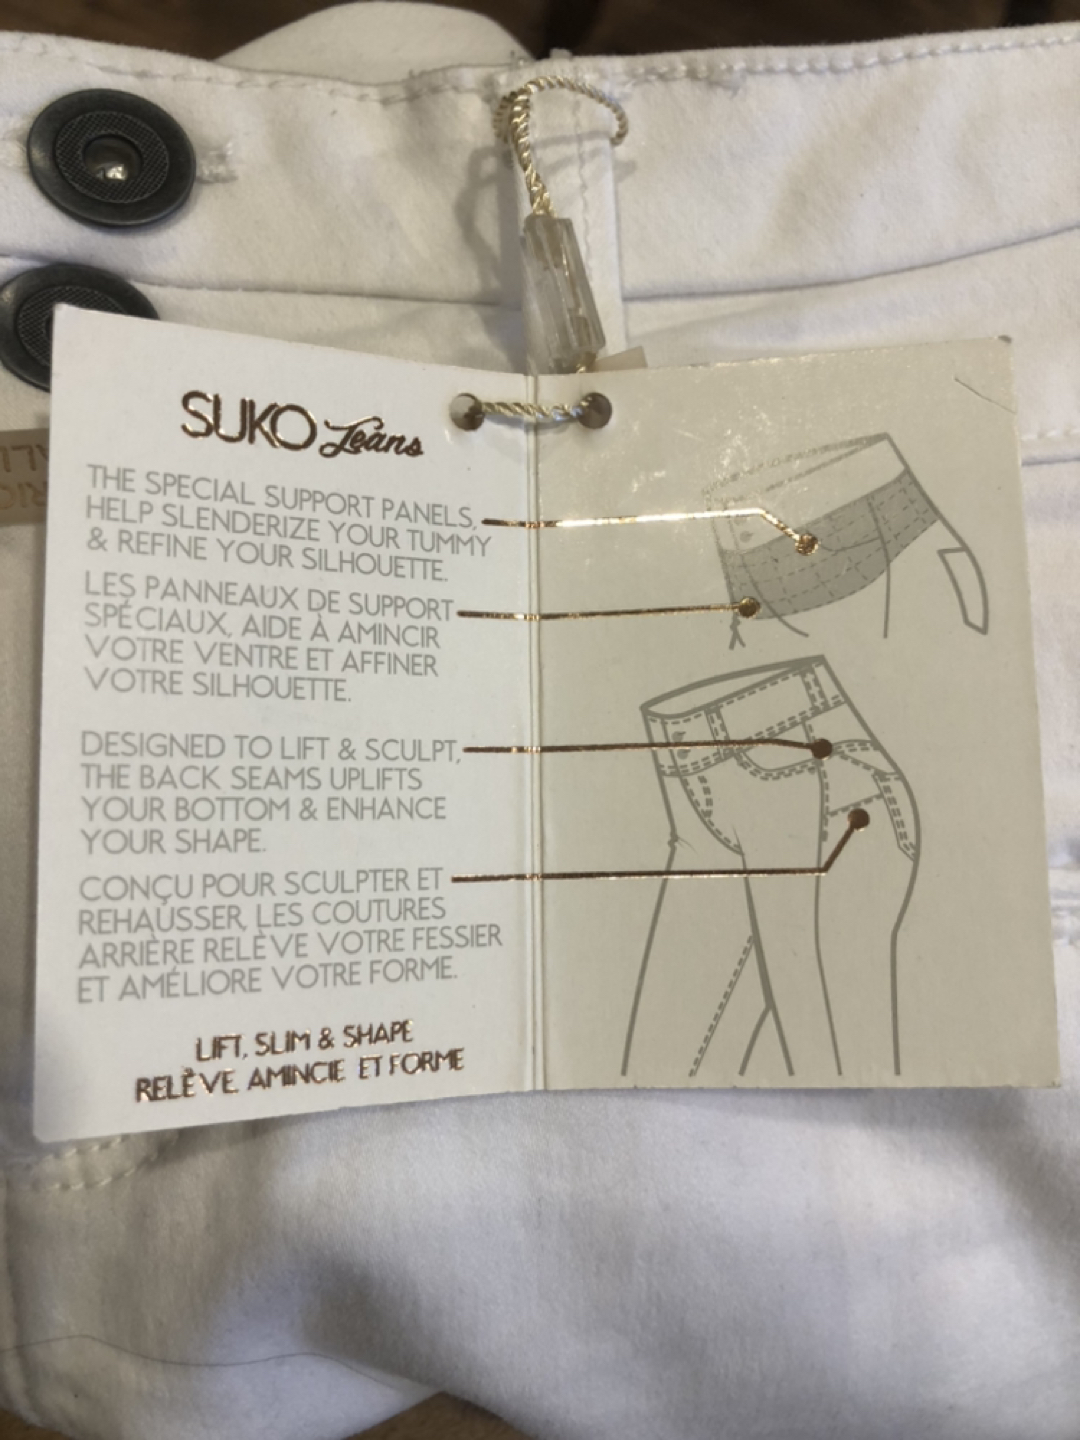 SUKO Jeans
THE SPECIAL SUPPORT PANELS,
HELP SLENDERIZE YOUR TUMMY
& REFINE YOUR SILHOUETTE.
LES PANNEAUX DE SUPPORT
SPÉCIAUX, AIDE À AMINCIR
VOTRE VENTRE ET AFFINER
VOTRE SILHOUETTE.
DESIGNED TO LIFT & SCULPT,
THE BACK SEAMS UPLIFTS
YOUR BOTTOM & ENHANCE
YOUR SHAPE.
CONÇU POUR SCULPTER ET
REHAUSSER, LES COUTURES
ARRIÈRE RELÈVE VOTRE FESSIER
ET AMÉLIORE VOTRE FORME.
LIFT, SLIM & SHAPE
RELÈVE, AMINCIE ET FORME